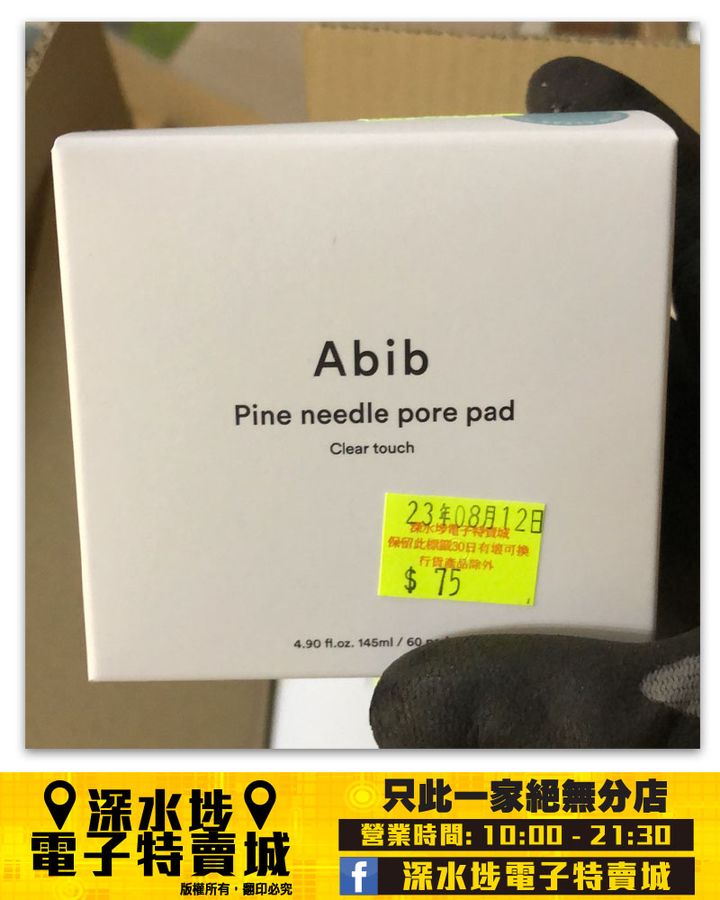 Abib
Pine needle pore pad
Clear touch
23年08月12日
深水埗電子特賣城
保留此標籤30日有壞可換
行貨產品除外
$ 75
4.90 fl.oz. 145ml / 60
深水埗
電子特賣城
版權所有，翻印必究
只此一家絕無分店
營業時間: 10:00 - 21:30
f 深水埗電子特賣城